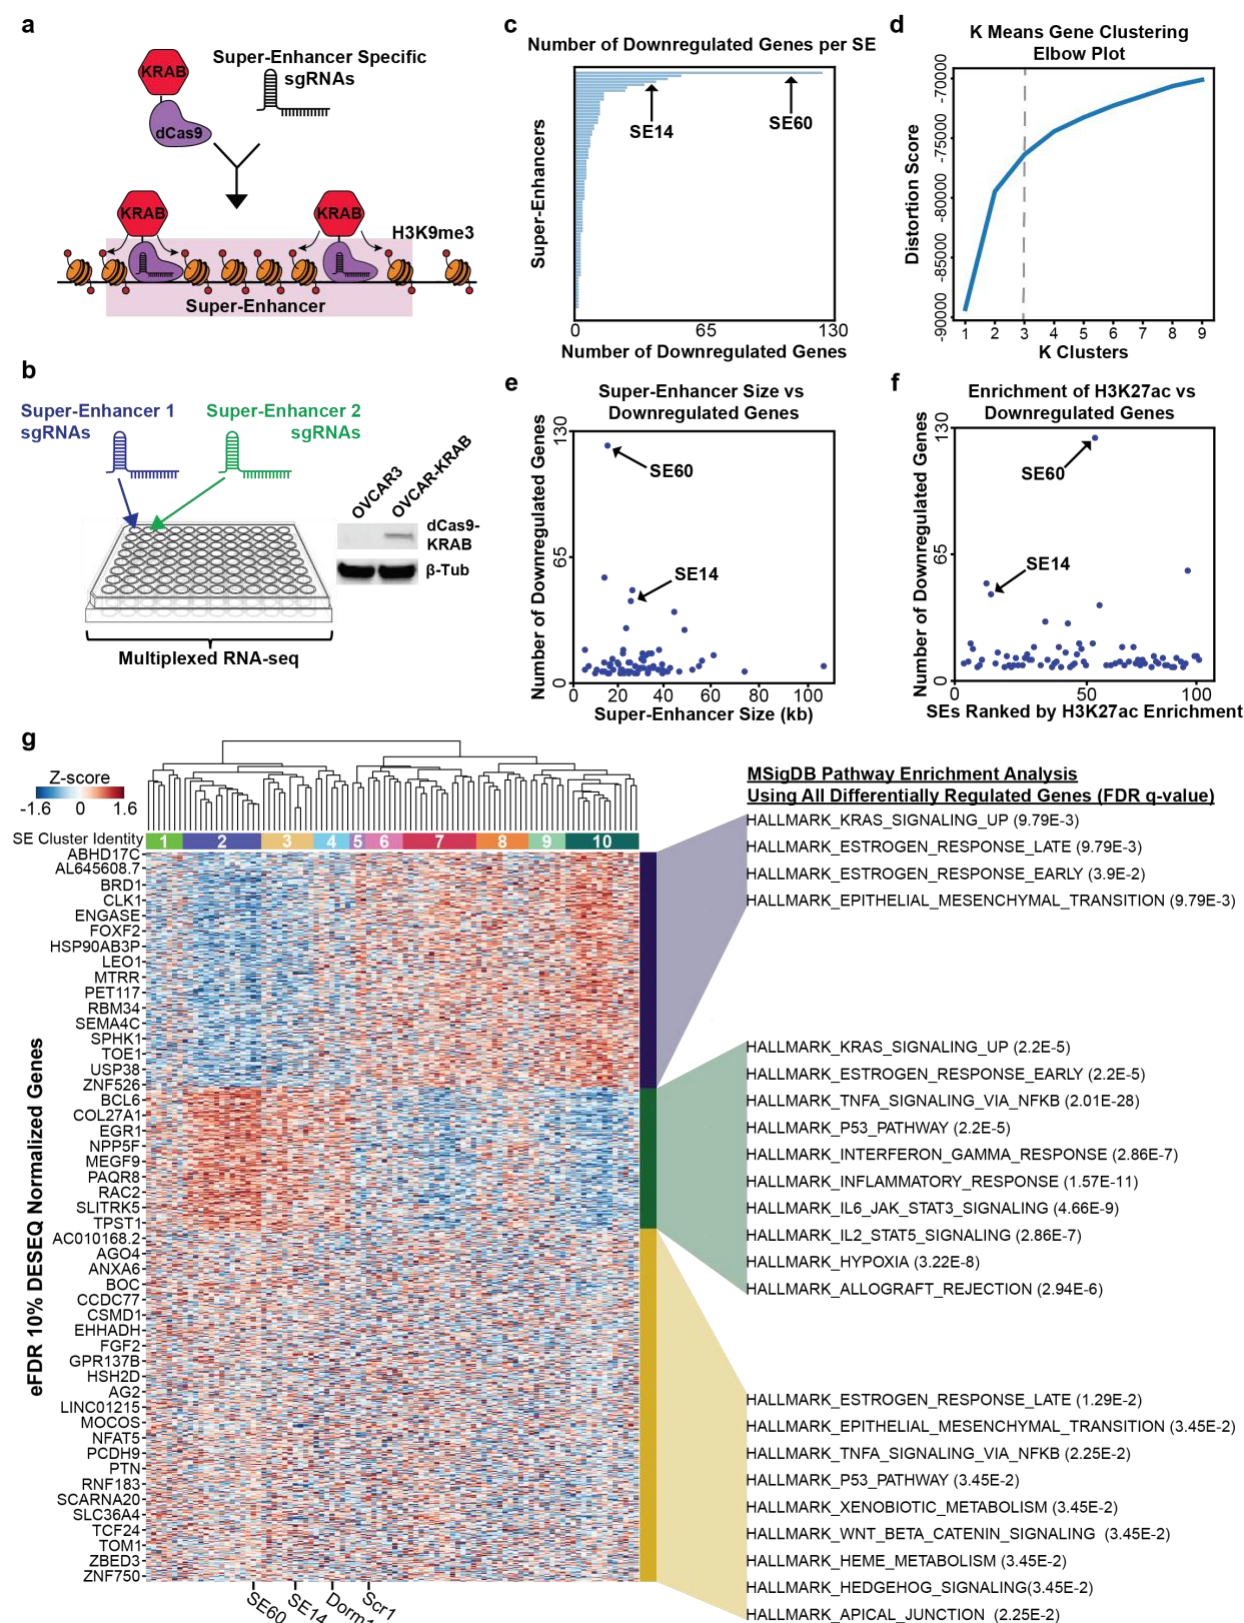 a
Super-Enhancer Specific
sgRNAs
KRAB
dCas9
KRAB
KRAB
H3K9me3
Super-Enhancer
b
Super-Enhancer 1
sgRNAs
Super-Enhancer 2
sgRNAs
Multiplexed RNA-seq
OVCAR3
OVCAR-KRAB
dCas9-
KRAB
β-Tub
c
Number of Downregulated Genes per SE
Super-Enhancers
SE14
SE60
0 65 130
Number of Downregulated Genes
d
K Means Gene Clustering
Elbow Plot
Distortion Score
-70000
-75000
-80000
-85000
-90000
1 2 3 4 5 6 7 8 9
K Clusters
e
Super-Enhancer Size vs
Downregulated Genes
Number of Downregulated Genes
130
65
0
SE60
SE14
0 20 40 60 80 100
Super-Enhancer Size (kb)
f
Enrichment of H3K27ac vs
Downregulated Genes
Number of Downregulated Genes
130
65
0
SE60
SE14
0 50 100
SEs Ranked by H3K27ac Enrichment
g
Z-score
-1.6 0 1.6
SE Cluster Identity
1 2 3 4 5 6 7 8 9 10
eFDR 10% DESEQ Normalized Genes
ABHD17C
AL645608.7
BRD1
CLK1
ENGASE
FOXF2
HSP90AB3P
LEO1
MTRR
PET117
RBM34
SEMA4C
SPHK1
TOE1
USP38
ZNF526
BCL6
COL27A1
EGR1
NPP5F
MEGF9
PAQR8
RAC2
SLITRK5
TPST1
AC010168.2
AGO4
ANXA6
BOC
CCDC77
CSMD1
EHHADH
FGF2
GPR137B
HSH2D
AG2
LINC01215
MOCOS
NFAT5
PCDH9
PTN
RNF183
SCARNA20
SLC36A4
TCF24
TOM1
ZBED3
ZNF750
SE60
SE14
Dorm1
Scr1
MSigDB Pathway Enrichment Analysis
Using All Differentially Regulated Genes (FDR q-value)
HALLMARK_KRAS_SIGNALING_UP (9.79E-3)
HALLMARK_ESTROGEN_RESPONSE_LATE (9.79E-3)
HALLMARK_ESTROGEN_RESPONSE_EARLY (3.9E-2)
HALLMARK_EPITHELIAL_MESENCHYMAL_TRANSITION (9.79E-3)
HALLMARK_KRAS_SIGNALING_UP (2.2E-5)
HALLMARK_ESTROGEN_RESPONSE_EARLY (2.2E-5)
HALLMARK_TNFA_SIGNALING_VIA_NFKB (2.01E-28)
HALLMARK_P53_PATHWAY (2.2E-5)
HALLMARK_INTERFERON_GAMMA_RESPONSE (2.86E-7)
HALLMARK_INFLAMMATORY_RESPONSE (1.57E-11)
HALLMARK_IL6_JAK_STAT3_SIGNALING (4.66E-9)
HALLMARK_IL2_STAT5_SIGNALING (2.86E-7)
HALLMARK_HYPOXIA (3.22E-8)
HALLMARK_ALLOGRAFT_REJECTION (2.94E-6)
HALLMARK_ESTROGEN_RESPONSE_LATE (1.29E-2)
HALLMARK_EPITHELIAL_MESENCHYMAL_TRANSITION (3.45E-2)
HALLMARK_TNFA_SIGNALING_VIA_NFKB (2.25E-2)
HALLMARK_P53_PATHWAY (3.45E-2)
HALLMARK_XENOBIOTIC_METABOLISM (3.45E-2)
HALLMARK_WNT_BETA_CATENIN_SIGNALING (3.45E-2)
HALLMARK_HEME_METABOLISM (3.45E-2)
HALLMARK_HEDGEHOG_SIGNALING(3.45E-2)
HALLMARK_APICAL_JUNCTION (2.25E-2)